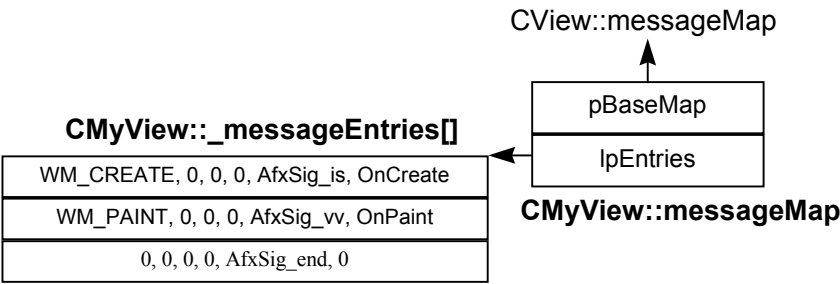 CView::messageMap
pBaseMap
CMyView::_messageEntries[]
lpEntries
WM_CREATE, 0, 0, 0, AfxSig_is, OnCreate
WM_PAINT, 0, 0, 0, AfxSig_vv, OnPaint
CMyView::messageMap
0, 0, 0, 0, AfxSig_end, 0